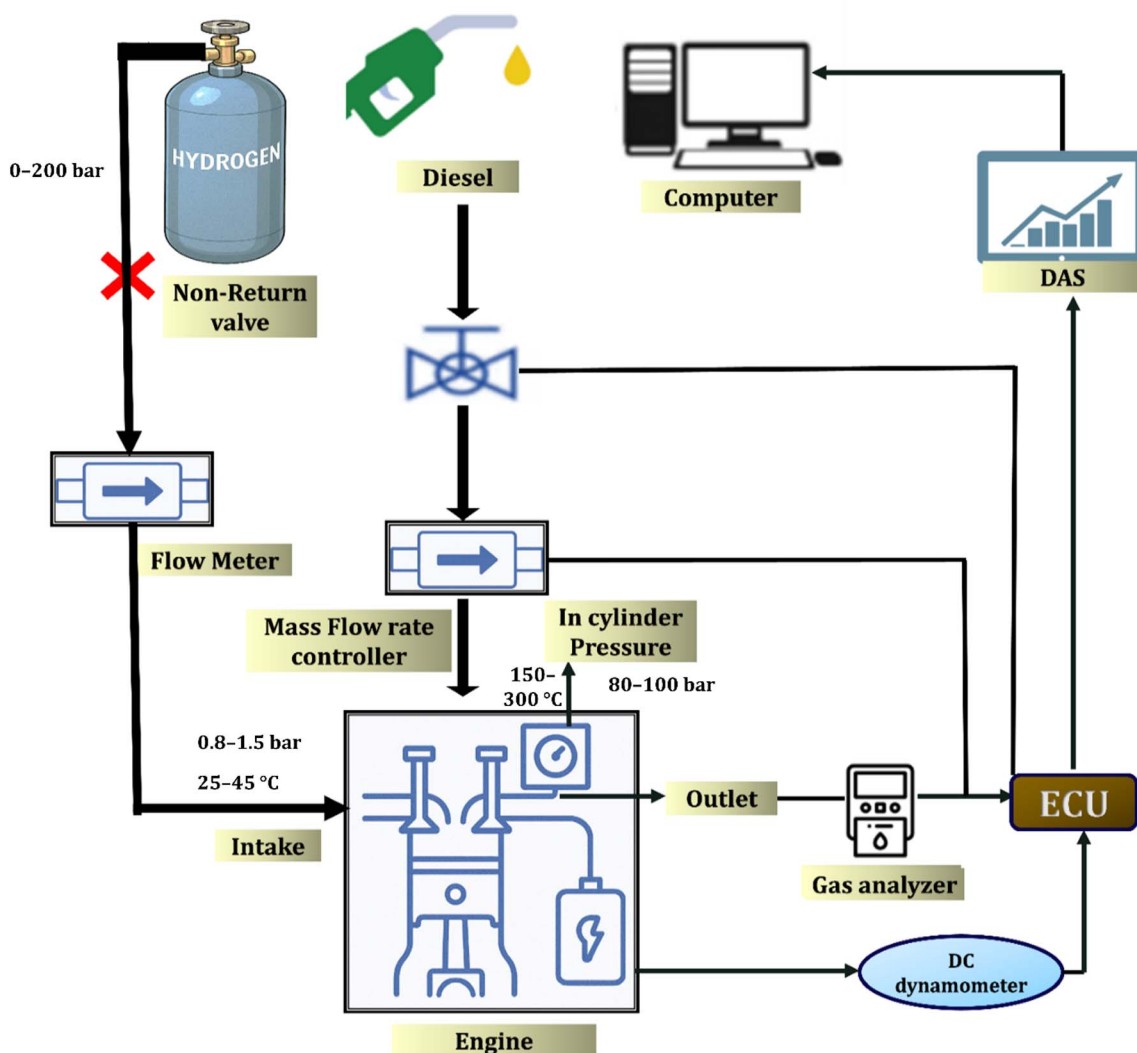 HYDROGEN
0–200 bar
Diesel
Computer
Non-Return
valve
DAS
Flow Meter
Mass Flow rate
controller
In cylinder
Pressure
150–
300 °C
80–100 bar
0.8–1.5 bar
25–45 °C
Intake
Outlet
ECU
Gas analyzer
DC
dynamometer
Engine